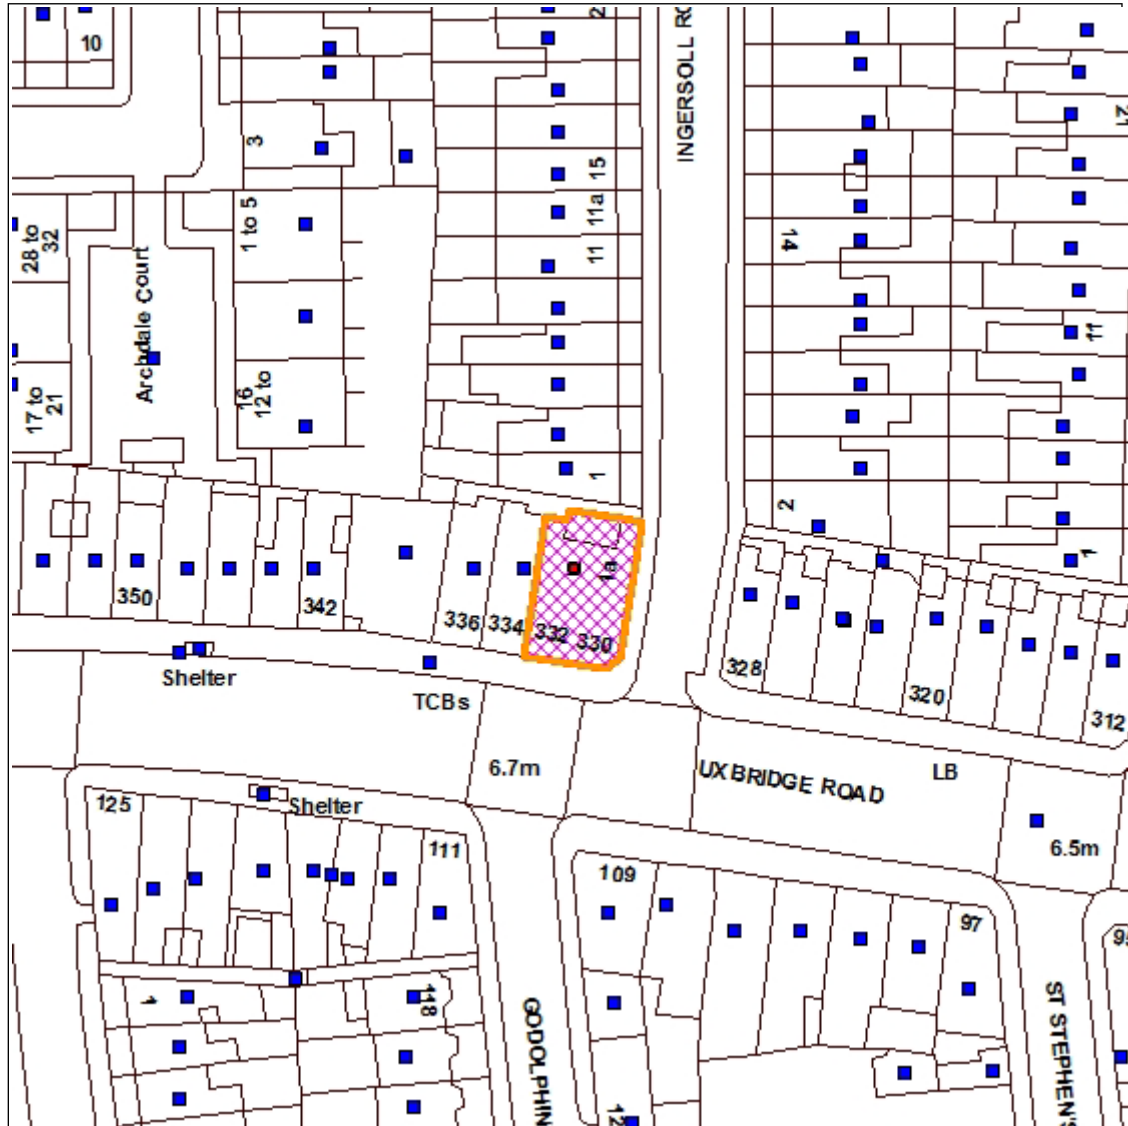 10
INGERSOLL RO
3
15
11a
11
1 to 5
28 to
32
14
Archdale Court
11
17 to
21
16
12 to
1
2
1
1a
350
342
336
334
332
330
328
320
312
Shelter
TCBs
6.7m
UXBRIDGE ROAD
LB
125
Shelter
6.5m
111
109
97
1
118
GODOLPHIN
ST STEPHEN'S